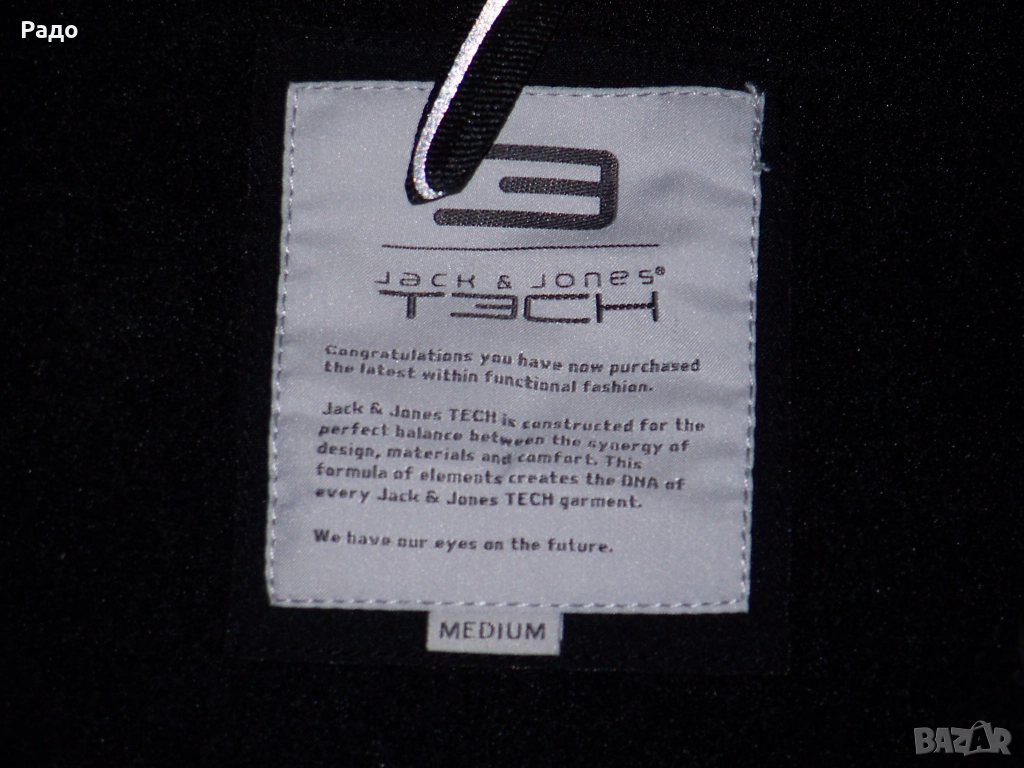 Радо
Jack & Jones®
TECH
Congratulations you have now purchased
the latest within functional fashion.
Jack & Jones TECH is constructed for the
perfect balance between the synergy of
design, materials and comfort. This
formula of elements creates the DNA of
every Jack & Jones TECH garment.
We have our eyes on the future.
MEDIUM
BAZAR